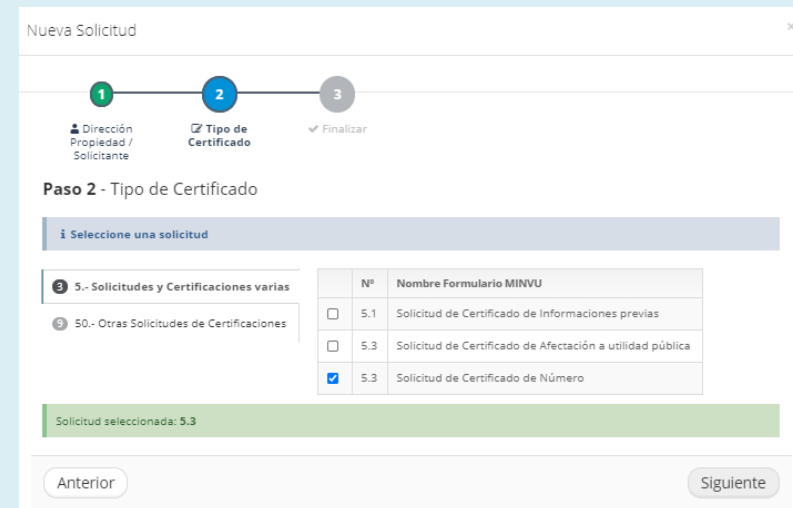 Nueva Solicitud
×
1
2
3
Dirección
Propiedad /
Solicitante
Tipo de
Certificado
Finalizar
Paso 2 - Tipo de Certificado
Seleccione una solicitud
3 5.- Solicitudes y Certificaciones varias
9 50.- Otras Solicitudes de Certificaciones
Nº Nombre Formulario MINVU
5.1 Solicitud de Certificado de Informaciones previas
5.3 Solicitud de Certificado de Afectación a utilidad pública
5.3 Solicitud de Certificado de Número
Solicitud seleccionada: 5.3
Anterior
Siguiente